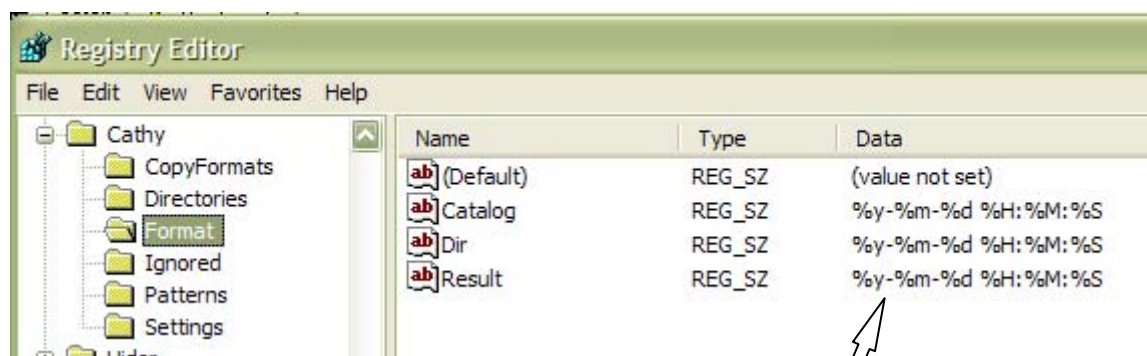 Registry Editor
File Edit View Favorites Help
Cathy
CopyFormats
Directories
Format
Ignored
Patterns
Settings
Name Type Data
(Default) REG_SZ (value not set)
Catalog REG_SZ %y-%m-%d %H:%M:%S
Dir REG_SZ %y-%m-%d %H:%M:%S
Result REG_SZ %y-%m-%d %H:%M:%S